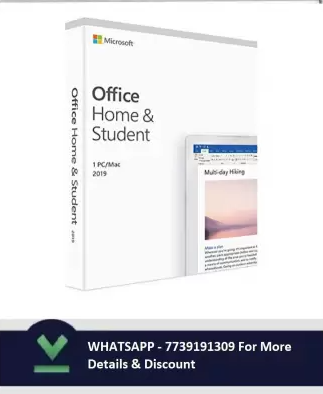 Microsoft
Office
Home &
Student
1 PC/Mac
2019
Office Home & Student
2019
Multi-day Hiking
WHATSAPP - 7739191309 For More
Details & Discount